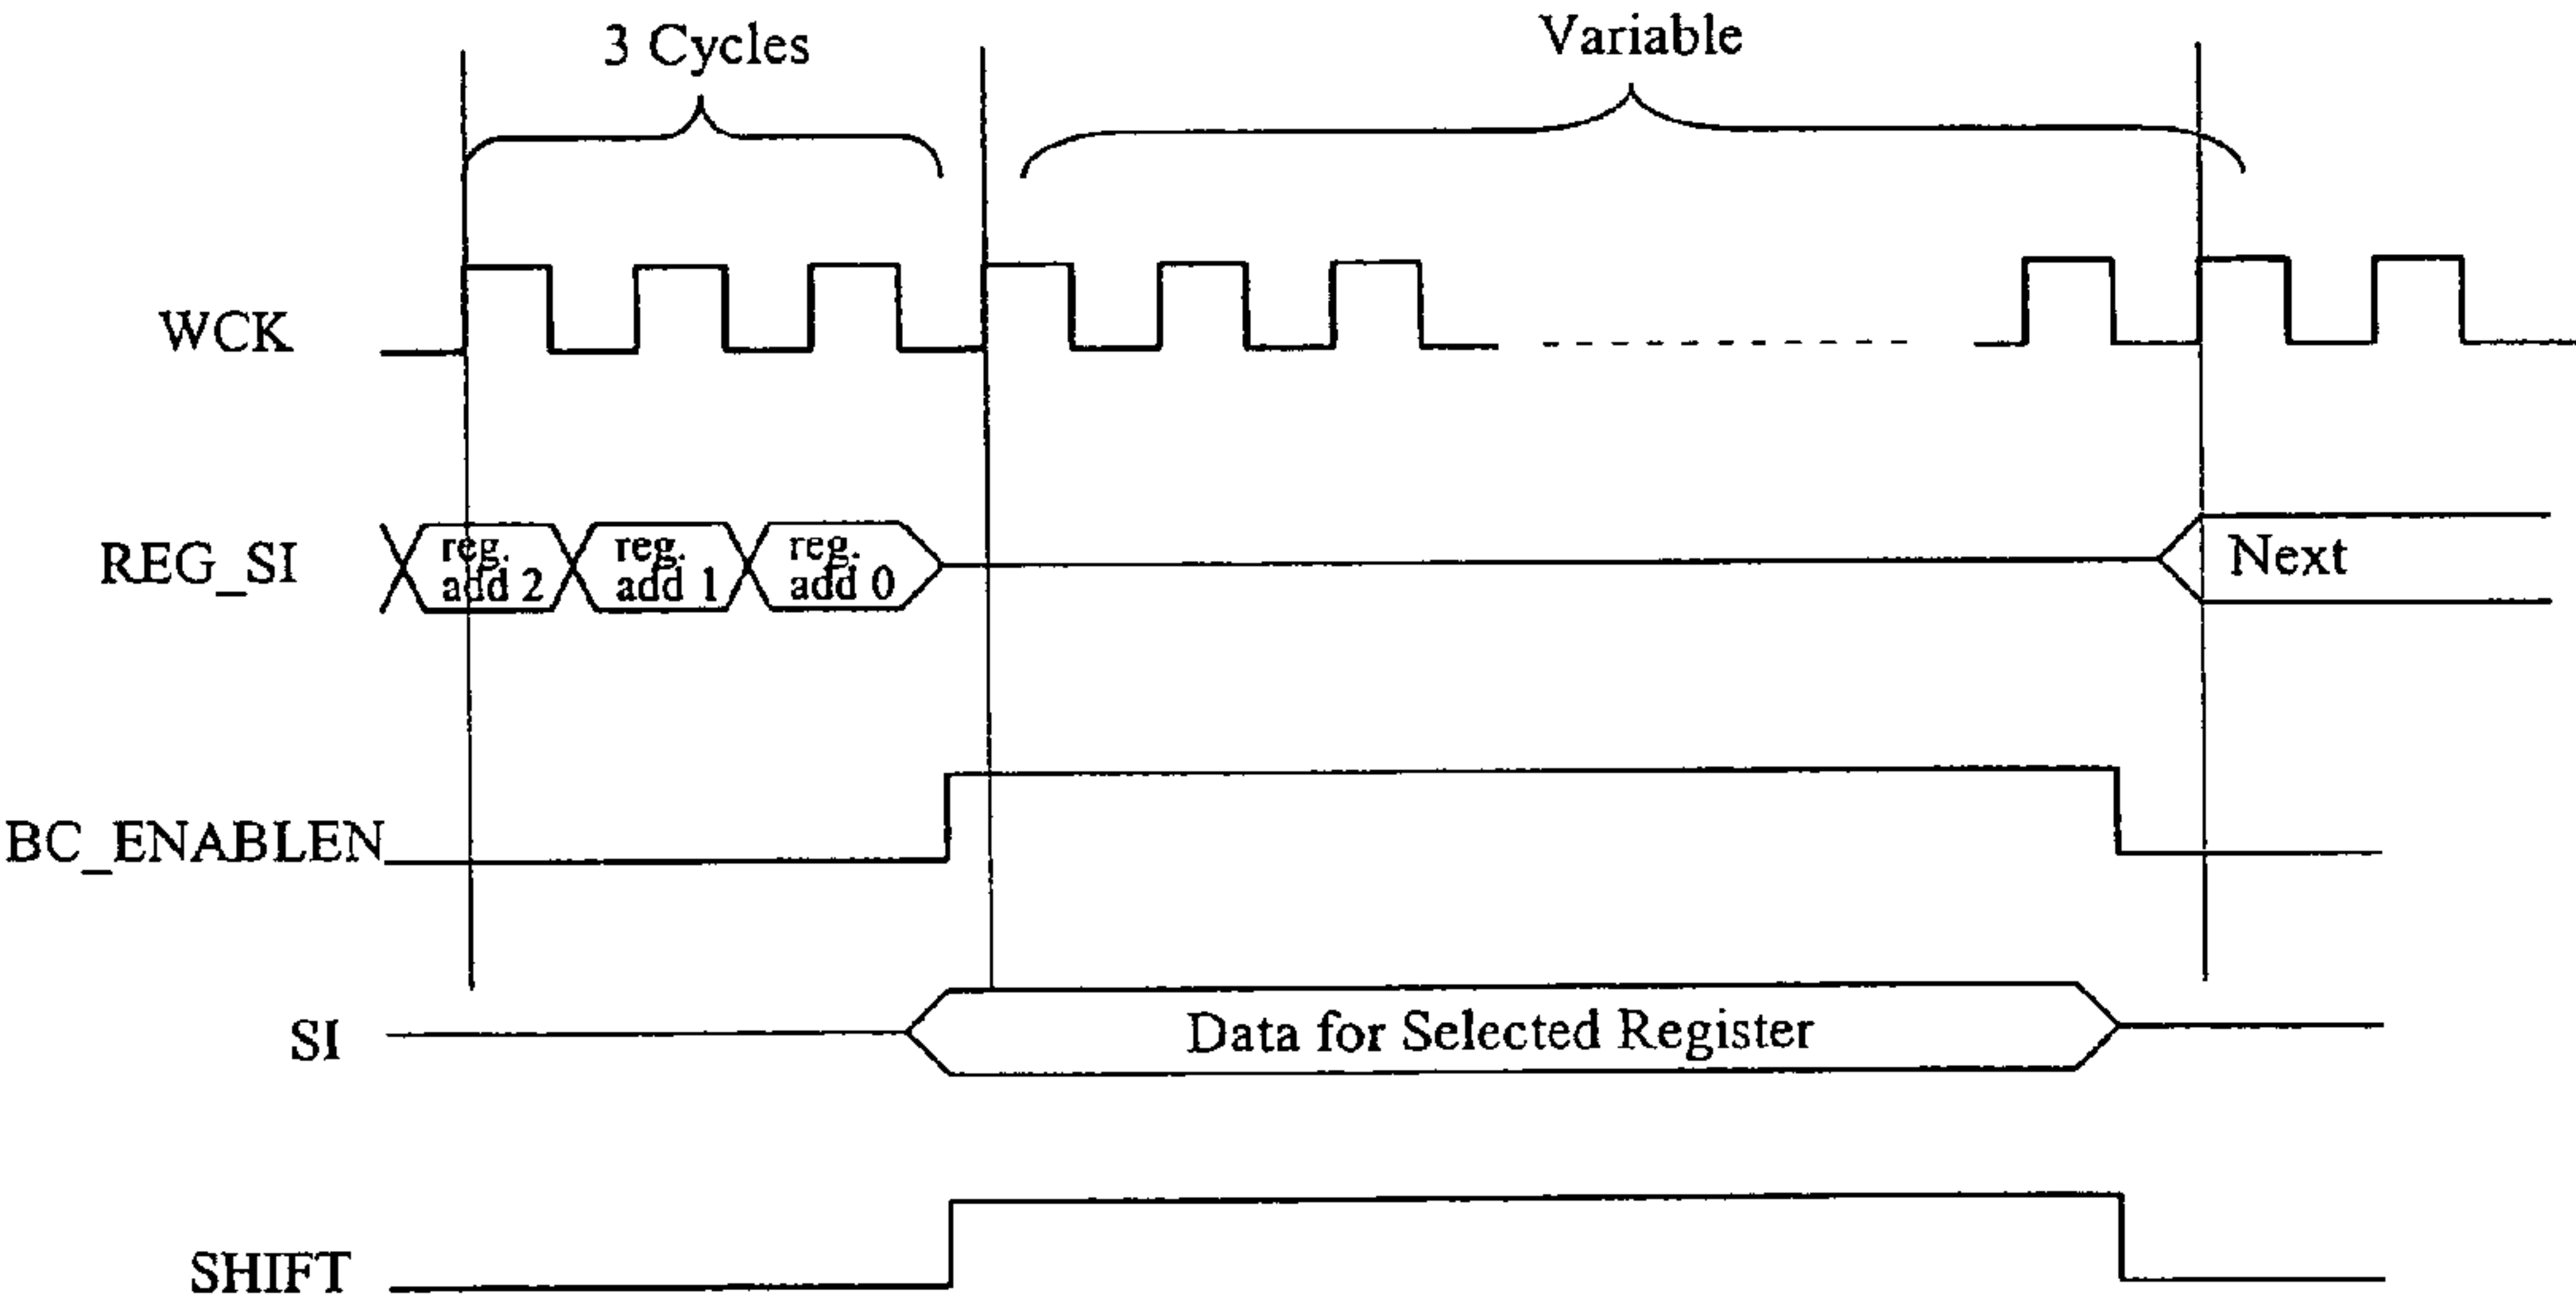 3 Cycles
Variable
WCK
REG_SI
reg.
add 2
reg.
add 1
reg.
add 0
Next
BC_ENABLEN
SI
Data for Selected Register
SHIFT